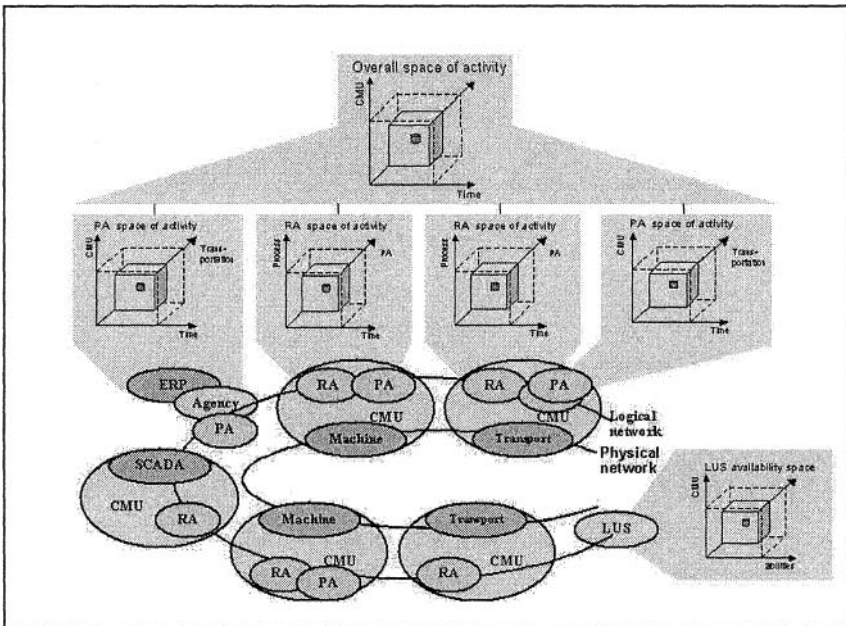 Overall space of activity
CMU
Time
PA space of activity
CMU
Trans-
portation
Time
RA space of activity
Process
PA
Time
RA space of activity
Process
PA
Time
PA space of activity
CMU
Trans-
portation
Time
ERP
Agency
PA
RA
PA
CMU
Machine
RA
PA
CMU
Transport
Logical
network
Physical
network
SCADA
CMU
RA
Machine
CMU
RA
PA
Transport
CMU
RA
LUS
LUS availability space
CMU